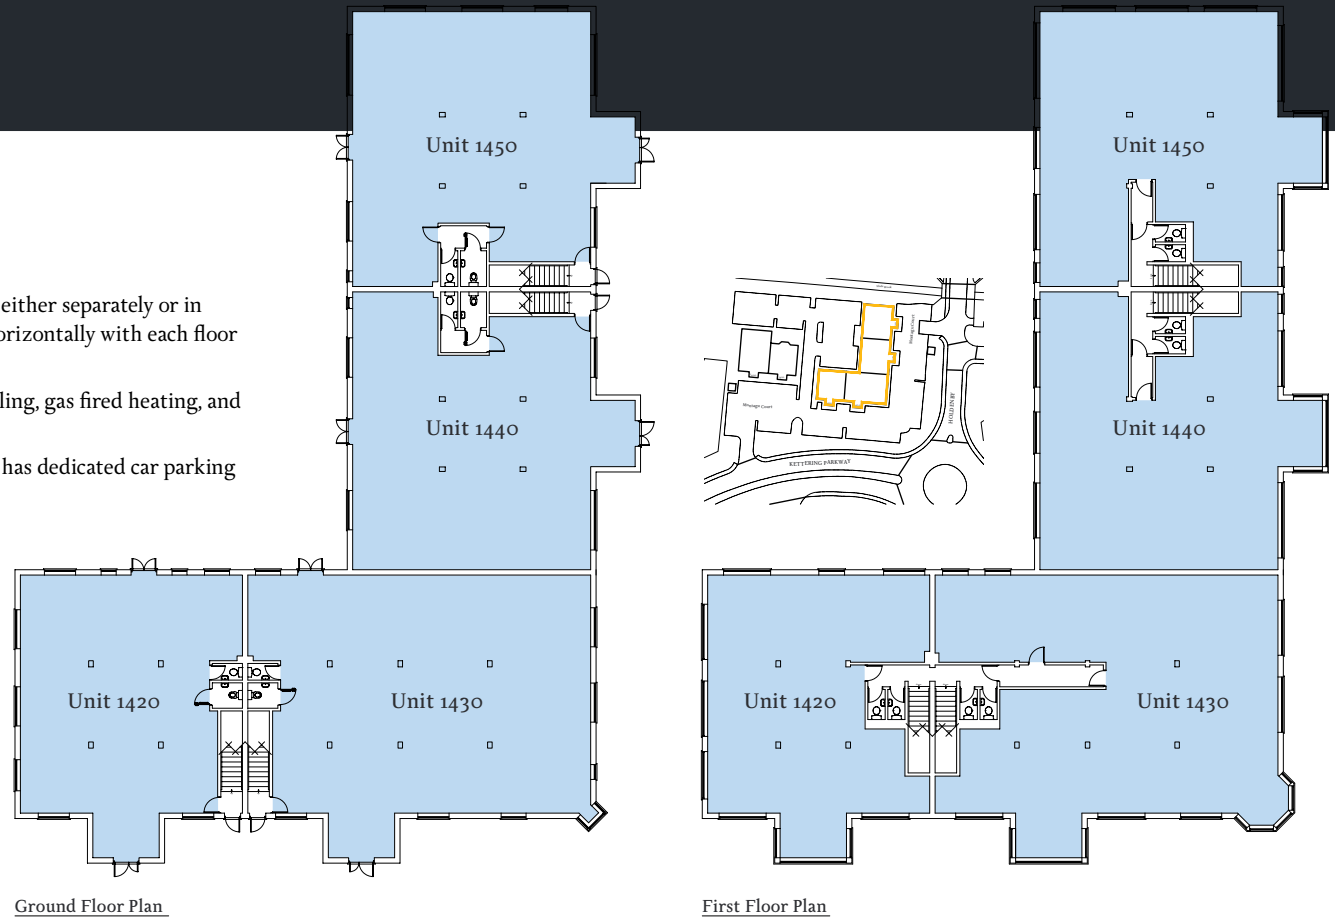 Unit 1450
either separately or in
orizontally with each floor
ling, gas fired heating, and
has dedicated car parking
Unit 1440
Unit 1420
Unit 1430
Ground Floor Plan
Unit 1450
Unit 1440
Unit 1420
Unit 1430
First Floor Plan
KETTERING PARKWAY
HOLDENBY